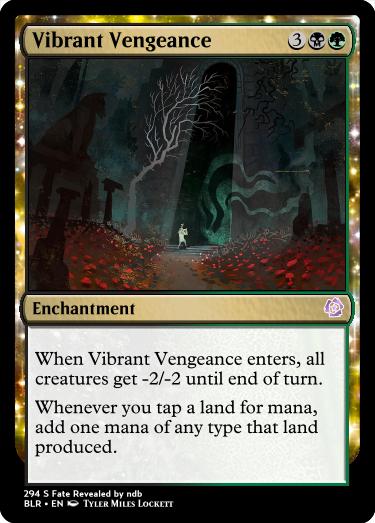 Vibrant Vengeance 3
Enchantment
When Vibrant Vengeance enters, all
creatures get -2/-2 until end of turn.
Whenever you tap a land for mana,
add one mana of any type that land
produced.
294 S Fate Revealed by ndb
BLR • EN Tyler Miles Lockett